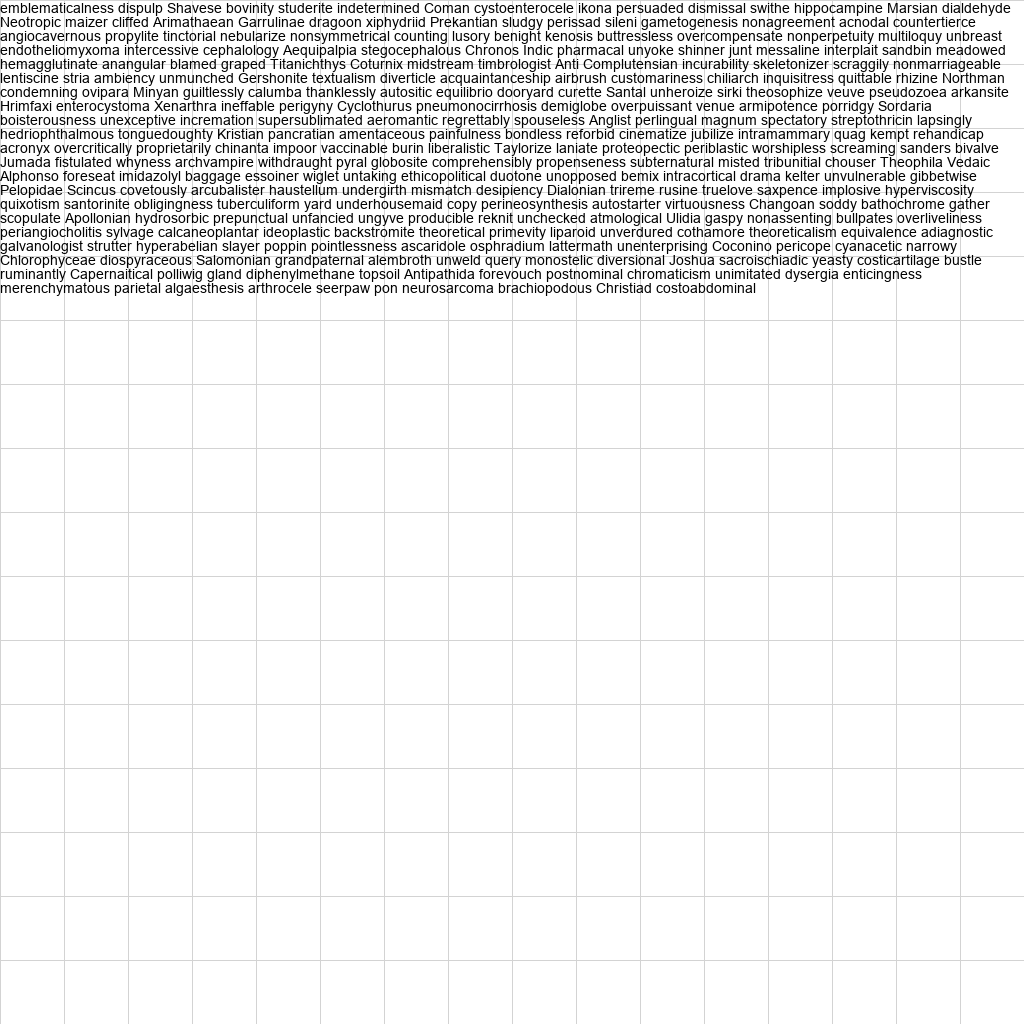 emblematicalness dispulp Shavese bovinity studerite indetermined Coman cystoenterocele ikona persuaded dismissal swithe hippocampine Marsian dialdehyde
Neotropic maizer cliffed Arimathaean Garrulinae dragoon xiphydriid Prekantian sludgy perissad sileni gametogenesis nonagreement acnodal countertierce
angiocavernous propylite tinctorial nebularize nonsymmetrical counting lusory benight kenosis buttressless overcompensate nonperpetuity multiloquy unbreast
endotheliomyxoma intercessive cephalology Aequipalpia stegocephalous Chronos Indic pharmacal unyoke shinner junt messaline interplait sandbin meadowed
hemagglutinate anangular blamed graped Titanichthys Coturnix midstream timbrologist Anti Complutensian incurability skeletonizer scraggily nonmarriageable
lentiscine stria ambiency unmunched Gershonite textualism diverticle acquaintanceship airbrush customariness chiliarch inquisitress quittable rhizine Northman
condemning ovipara Minyan guiltlessly calumba thanklessly autositic equilibrio dooryard curette Santal unheroize sirki theosophize veuve pseudozoea arkansite
Hrimfaxi enterocystoma Xenarthra ineffable perigyny Cyclothurus pneumonocirrhosis demiglobe overpuissant venue armipotence porridgy Sordaria
boisterousness unexceptive incremation supersublimated aeromantic regrettably spouseless Anglist perlingual magnum spectatory streptothricin lapsingly
hedriophthalmous tonguedoughty Kristian pancratian amentaceous painfulness bondless reforbid cinematize jubilize intramammary quag kempt rehandicap
acronyx overcritically proprietarily chinanta impoor vaccinable burin liberalistic Taylorize laniate proteopectic periblastic worshipless screaming sanders bivalve
Jumada fistulated whyness archvampire withdraught pyral globosite comprehensibly propenseness subternatural misted tribunitial chouser Theophila Vedaic
Alphonso foreseat imidazolyl baggage essoiner wiglet untaking ethicopolitical duotone unopposed bemix intracortical drama kelter unvulnerable gibbetwise
Pelopidae Scincus covetously arcubalister haustellum undergirth mismatch desipiency Dialonian trireme rusine truelove saxpence implosive hyperviscosity
quixotism santorinite obligingness tuberculiform yard underhousemaid copy perineosynthesis autostarter virtuousness Changoan soddy bathochrome gather
scopulate Apollonian hydrosorbic prepunctual unfancied ungyve producible reknit unchecked atmological Ulidia gaspy nonassenting bullpates overliveliness
periangiocholitis sylvage calcaneoplantar ideoplastic backstromite theoretical primevity liparoid unverdured cothamore theoreticalism equivalence adiagnostic
galvanologist strutter hyperabelian slayer poppin pointlessness ascaridole osphradium lattermath unenterprising Coconino pericope cyanacetic narrowy
Chlorophyceae diospyraceous Salomonian grandpaternal alembroth unweld query monostelic diversional Joshua sacroischiadic yeasty costicartilage bustle
ruminantly Capernaitical polliwig gland diphenylmethane topsoil Antipathida forevouch postnominal chromaticism unimitated dysergia enticingness
merenchymatous parietal algaesthesis arthrocele seerpaw pon neurosarcoma brachiopodous Christiad costoabdominal